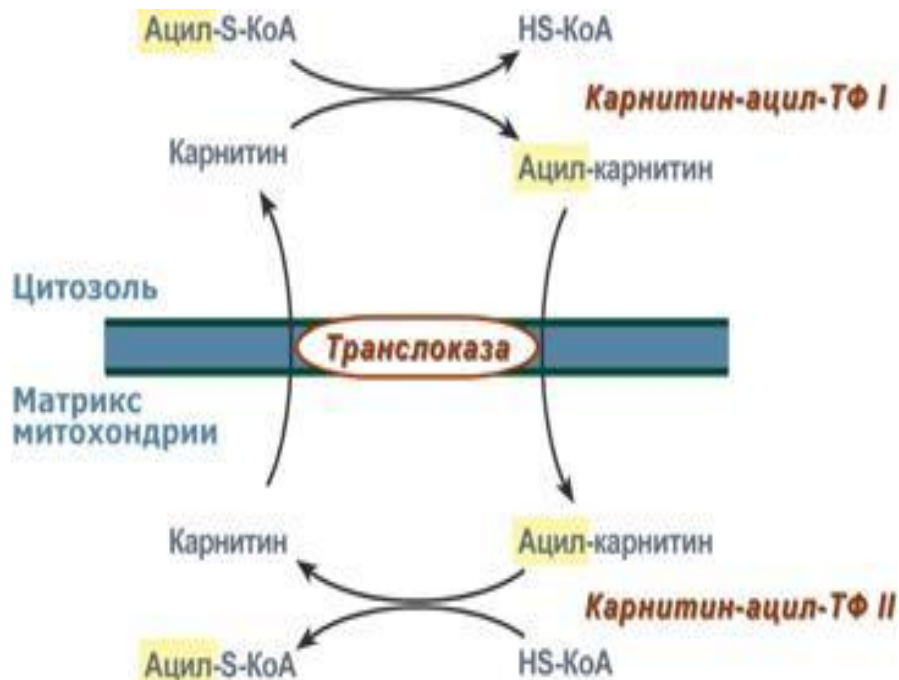 Ацил-S-КоА
HS-КоА
Карнитин-ацил-ТФ I
Карнитин
Ацил-карнитин
Цитозоль
Транслоказа
Матрикс
митохондрии
Карнитин
Ацил-карнитин
Карнитин-ацил-ТФ II
Ацил-S-КоА
HS-КоА